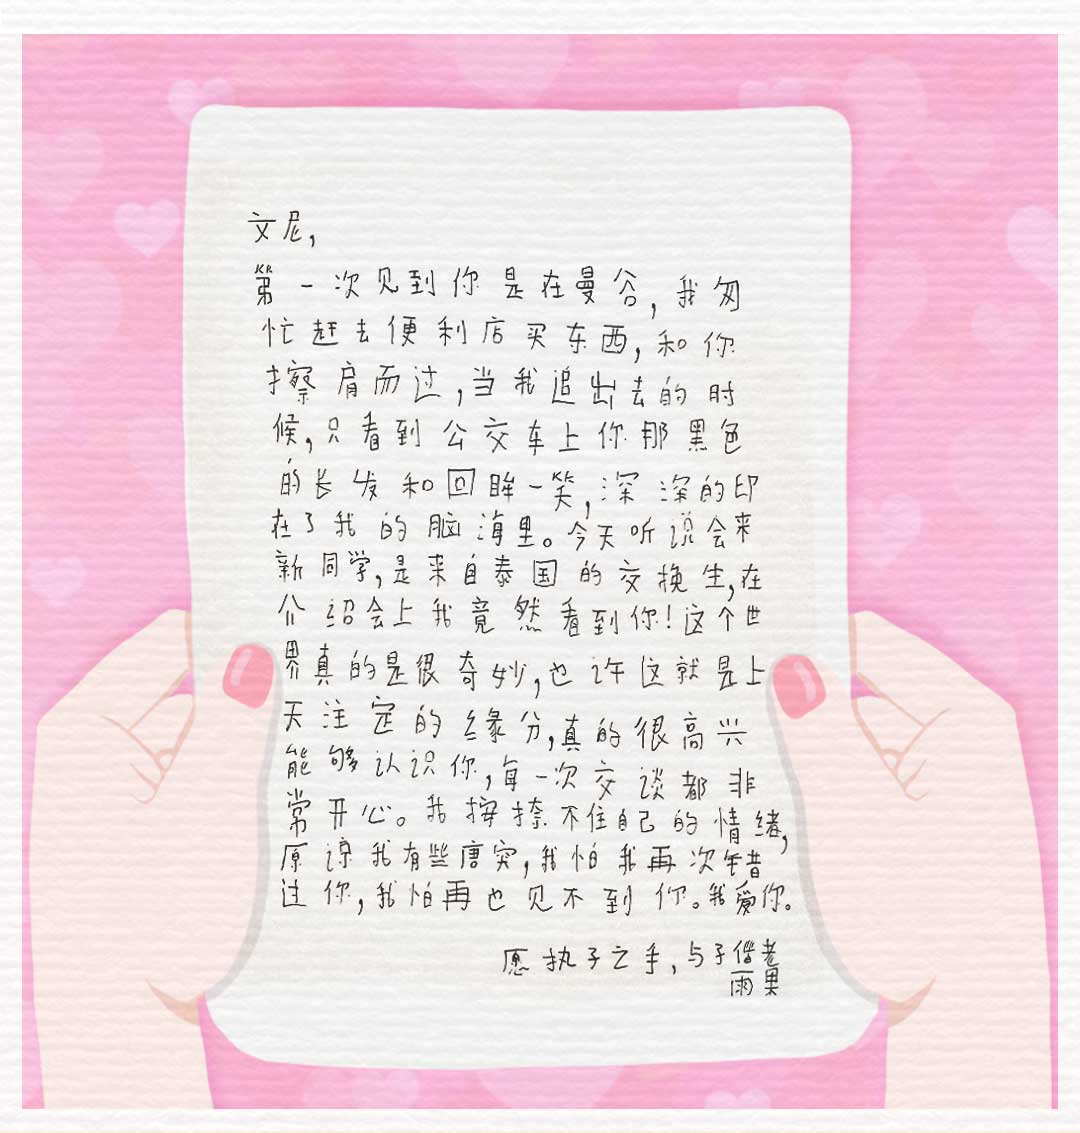 文尼,
第一次见到你是在曼谷,我匆
忙赶去便利店买东西,和你
擦肩而过,当我追出去的时
候,只看到公交车上你那黑色
的长发和回眸一笑,深深的印
在了我的脑海里。今天听说会来
新同学,是来自泰国的交换生,在
介绍会上我竟然看到你!这个世
界真的是很奇妙,也许这就是上
天注定的缘分,真的很高兴
能够认识你,每一次交谈都非
常开心。我按捺不住自己的情绪,
原谅我有些唐突,我怕我再次错
过你,我怕再也见不到你。我爱你。
愿执子之手,与子偕老
雨果